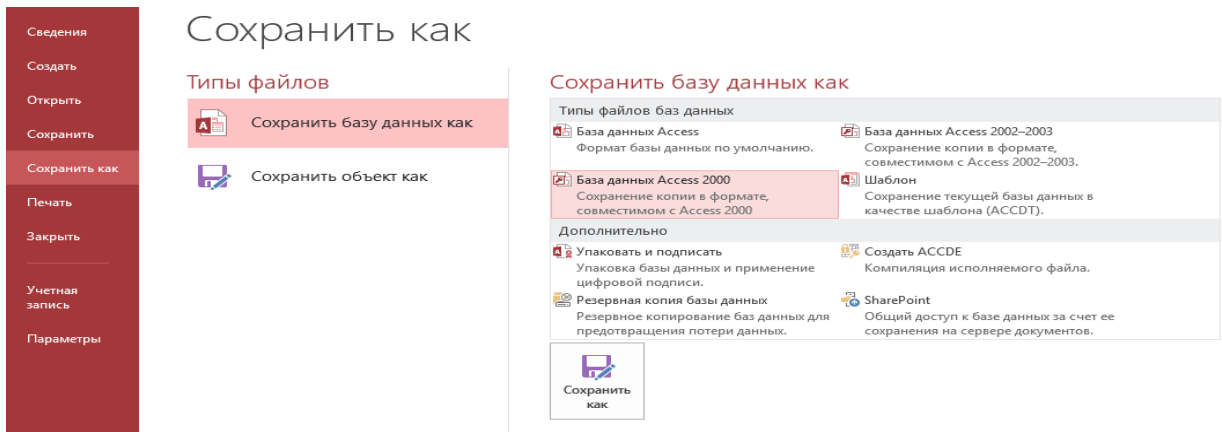 Сведения
Создать
Открыть
Сохранить
Сохранить как
Печать
Закрыть
Учетная
запись
Параметры
Сохранить как
Типы файлов
Сохранить базу данных как
Сохранить объект как
Сохранить базу данных как
Типы файлов баз данных
База данных Access
Формат базы данных по умолчанию.
База данных Access 2002–2003
Сохранение копии в формате,
совместимом с Access 2002–2003.
База данных Access 2000
Сохранение копии в формате,
совместимом с Access 2000
Шаблон
Сохранение текущей базы данных в
качестве шаблона (ACCDT).
Дополнительно
Упаковать и подписать
Упаковка базы данных и применение
цифровой подписи.
Создать ACCDE
Компиляция исполняемого файла.
Резервная копия базы данных
Резервное копирование баз данных для
предотвращения потери данных.
SharePoint
Общий доступ к базе данных за счет ее
сохранения на сервере документов.
Сохранить
как